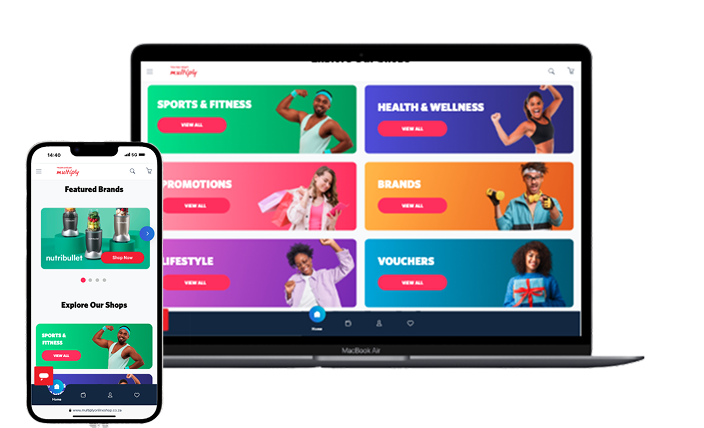 multiply
SPORTS & FITNESS
VIEW ALL
HEALTH & WELLNESS
VIEW ALL
PROMOTIONS
VIEW ALL
BRANDS
VIEW ALL
LIFESTYLE
VIEW ALL
VOUCHERS
VIEW ALL
Home
MacBook Air
14:40
5G
multiply
Featured Brands
nutribullet
Shop Now
Explore Our Shops
SPORTS &
FITNESS
VIEW ALL
Home
www.multiplyonlineshop.co.za